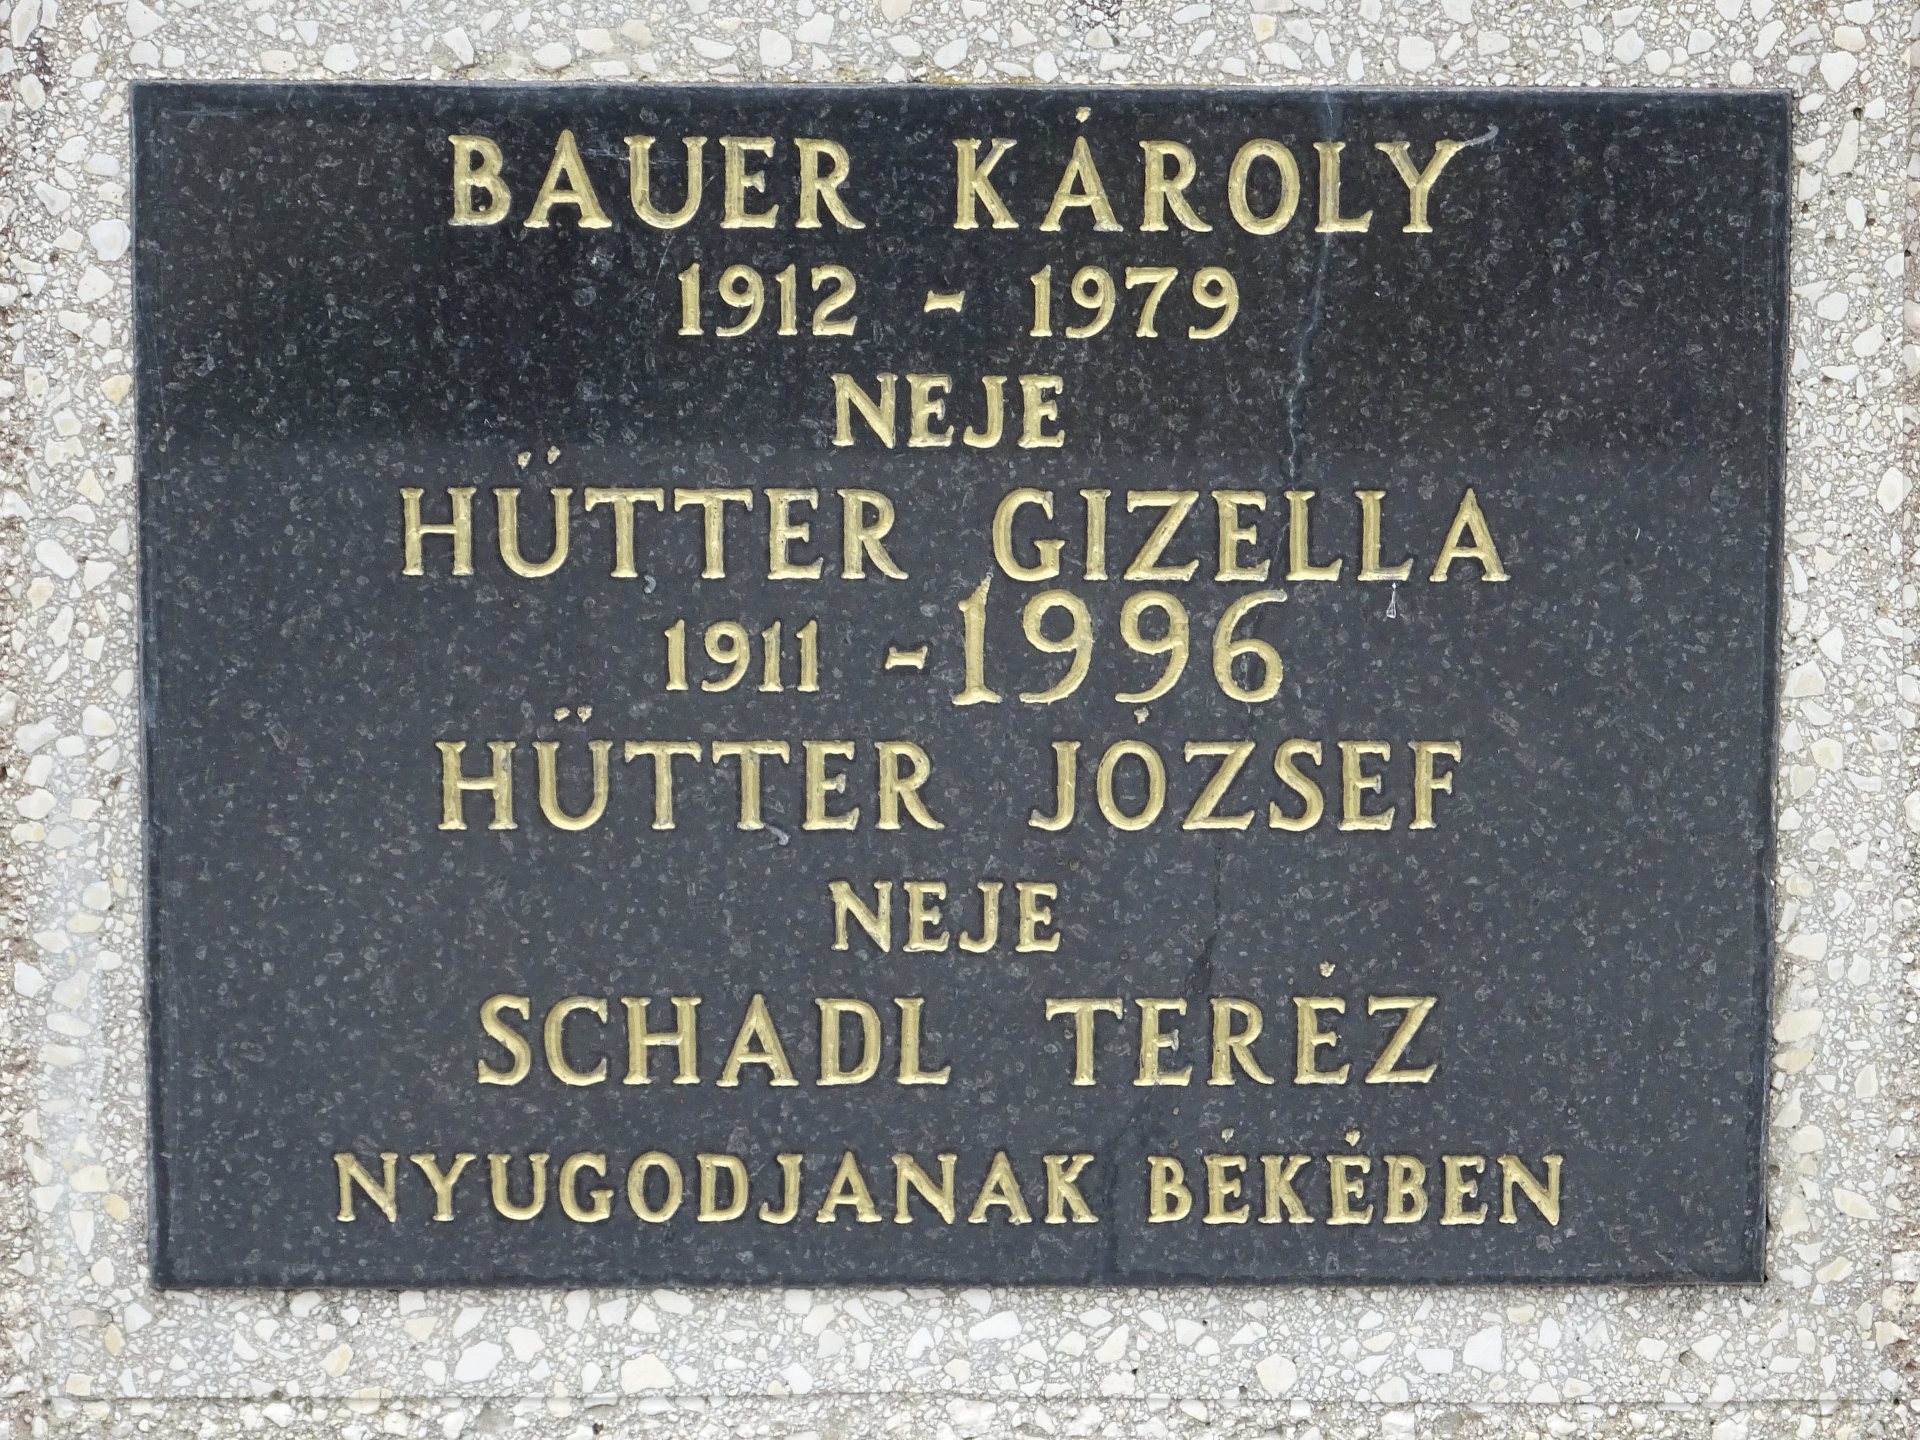 BAUER KÁROLY
1912 - 1979
NEJE
HÜTTER GIZELLA
1911 - 1996
HÜTTER JÓZSEF
NEJE
SCHADL TERÉZ
NYUGODJANAK BÉKÉBEN